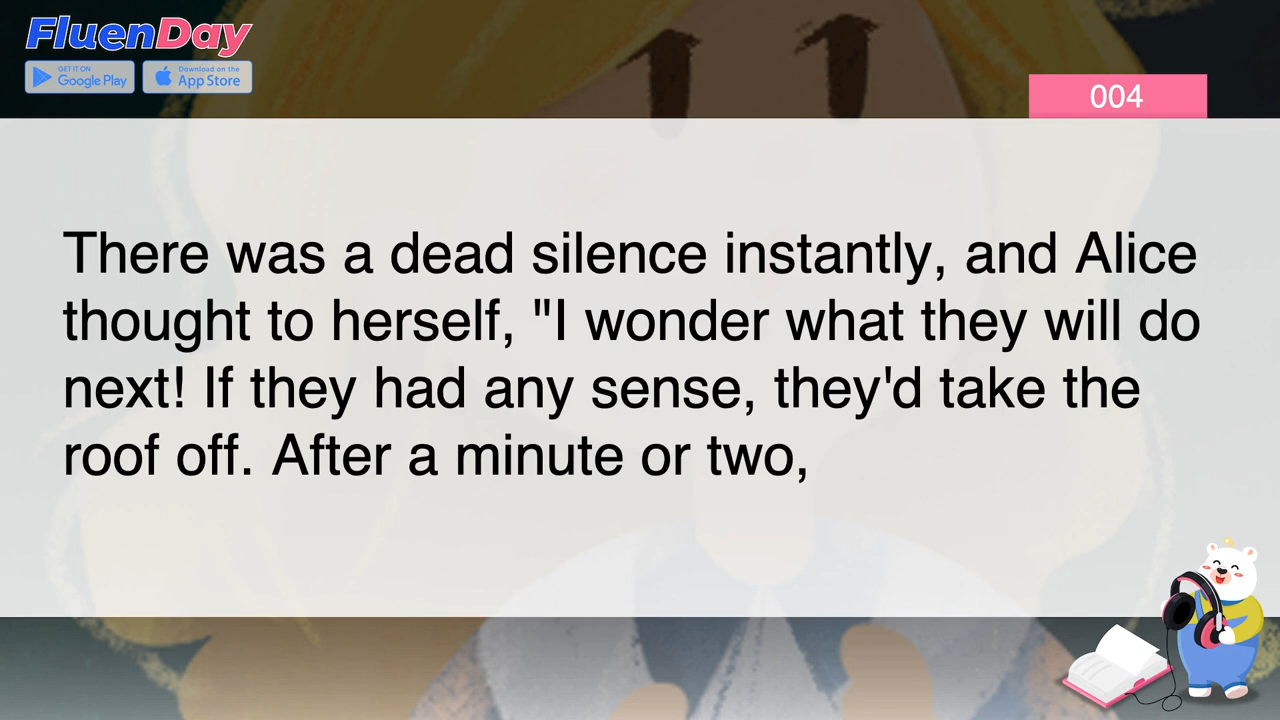 FluenDay
GET IT ON
Google Play
Download on the
App Store
004
There was a dead silence instantly, and Alice
thought to herself, "I wonder what they will do
next! If they had any sense, they'd take the
roof off. After a minute or two,